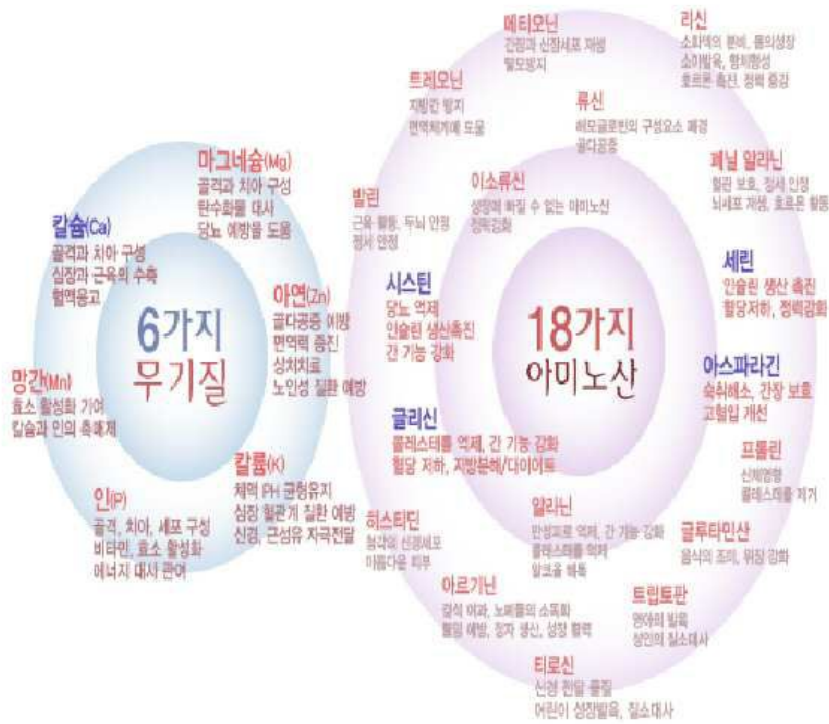 마그네슘(Mg)
골격과 치아 구성
탄수화물 대사
당뇨 예방을 도움
칼슘(Ca)
골격과 치아 구성
심장과 근육의 수축
혈액응고
아연(Zn)
골다공증 예방
면역력 증진
상처치료
노인성 질환 예방
6가지
무기질
망간(Mn)
효소 활성화 기여
칼슘과 인의 촉매제
칼륨(K)
체액 PH 균형유지
심장 혈관계 질환 예방
신경, 근섬유 자극전달
인(P)
골격, 치아, 세포 구성
비타민, 효소 활성화
에너지 대사 관여
메티오닌
간장과 신장세포 재생
탈모방지
리신
소화액의 분비, 몸의성장
소아발육, 항체형성
호르몬 촉진, 정력 증강
트레오닌
지방간 방지
면역체계에 도움
류신
헤모글로빈의 구성요소 폐경
골다공증
페닐 알라닌
혈관 보호, 정서 안정
뇌세포 재생, 호르몬 활동
이소류신
성장에 빠질 수 없는 아미노산
정력강화
발린
근육 활동, 두뇌 안정
정서 안정
시스틴
당뇨 억제
인슐린 생산촉진
간 기능 강화
세린
인슐린 생산 촉진
혈당저하, 정력강화
18가지
아미노산
아스파라긴
숙취해소, 간장 보호
고혈압 개선
글리신
콜레스테롤 억제, 간 기능 강화
혈당 저하, 지방분해/다이어트
프롤린
신체영향
콜레스테롤 제거
히스티딘
청각의 신경세포
아름다운 피부
알라닌
만성피로 억제, 간 기능 강화
콜레스테롤 억제
알코올 해독
글루타민산
음식의 조미, 위장 강화
아르기닌
질식 여과, 노폐물의 소독화
혈압 예방, 정자 생산, 성장 활력
트립토판
영아의 발육
성인의 질소대사
티로신
신경 전달 물질
어린이 성장발육, 질소대사